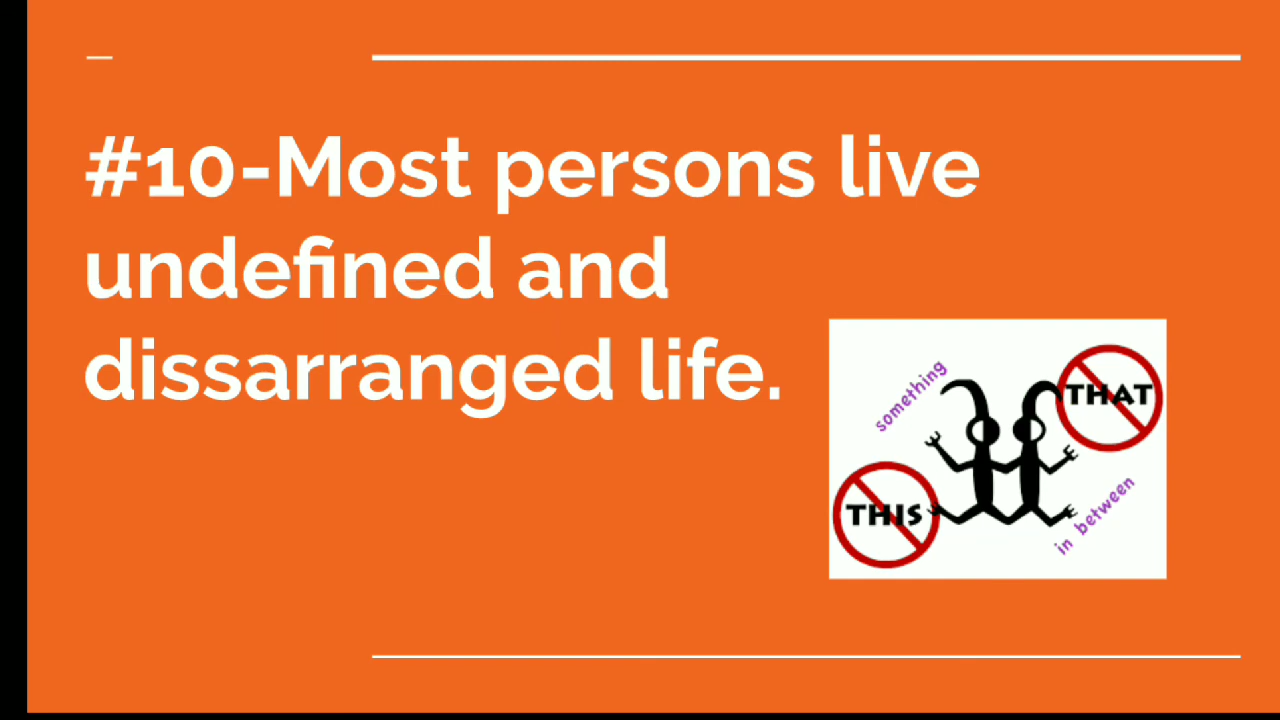 #10-Most persons live
undefined and
dissarranged life.
something
THAT
THIS
in between